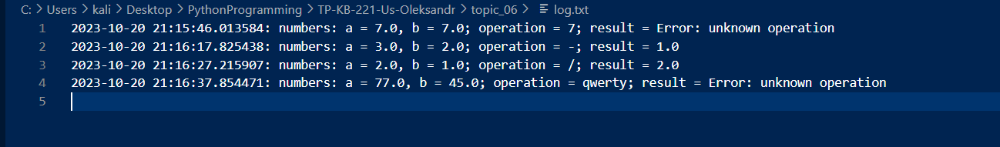 C: > Users > kali > Desktop > PythonProgramming > TP-KB-221-Us-Oleksandr > topic_06 > log.txt
1 2023-10-20 21:15:46.013584: numbers: a = 7.0, b = 7.0; operation = 7; result = Error: unknown operation
2 2023-10-20 21:16:17.825438: numbers: a = 3.0, b = 2.0; operation = -; result = 1.0
3 2023-10-20 21:16:27.215907: numbers: a = 2.0, b = 1.0; operation = /; result = 2.0
4 2023-10-20 21:16:37.854471: numbers: a = 77.0, b = 45.0; operation = qwerty; result = Error: unknown operation
5